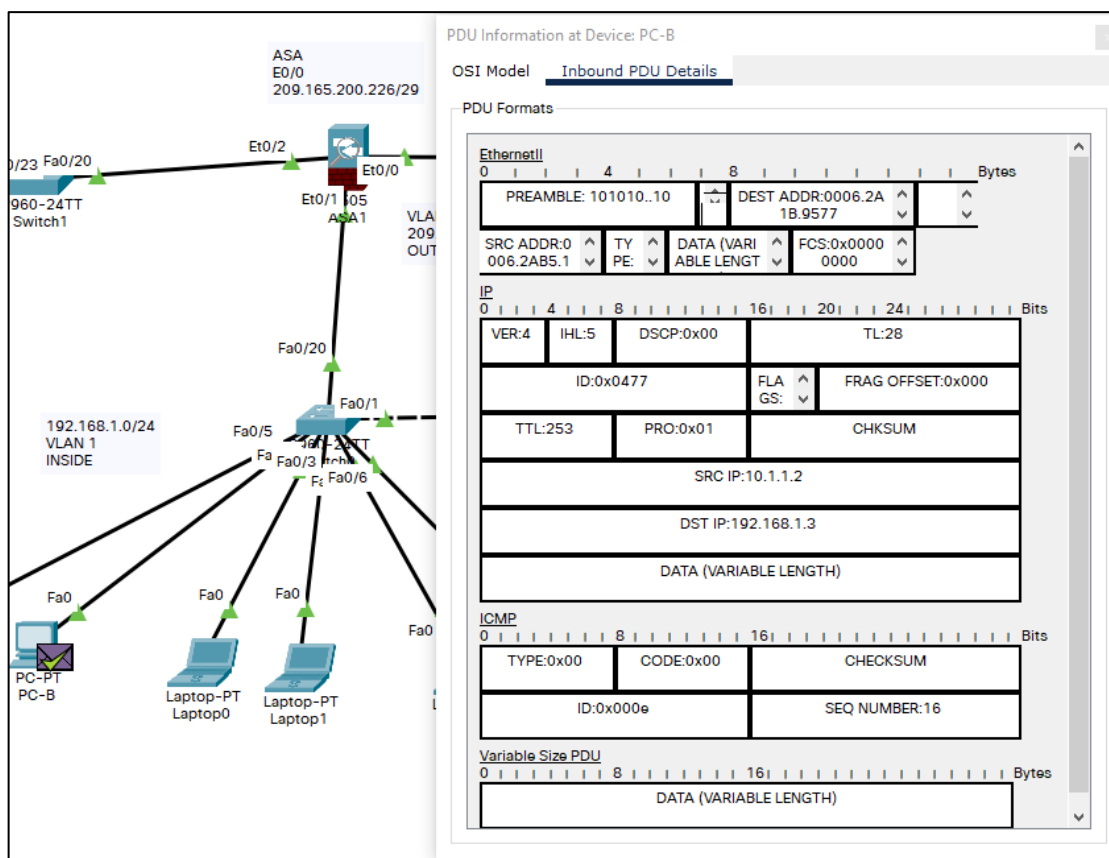 ASA
E0/0
209.165.200.226/29
Et0/2
0/23 Fa0/20
Et0/0
960-24TT
Switch1
Et0/1
505
ASA1
VLA
209.
OUT
Fa0/20
Fa0/1
192.168.1.0/24
VLAN 1
INSIDE
Fa0/5
960-24TT
Fa
Fa0/3
Fa0/6
Fa0
Fa0
Fa0
Fa0
PC-PT
PC-B
Laptop-PT
Laptop0
Laptop-PT
Laptop1
PDU Information at Device: PC-B
OSI Model Inbound PDU Details
PDU Formats
EthernetII
0 4 8 Bytes
PREAMBLE: 101010..10
DEST ADDR:0006.2A
1B.9577
SRC ADDR:0
006.2AB5.1
TY
PE:
DATA (VARI
ABLE LENGT
FCS:0x0000
0000
IP
0 4 8 16 20 24 Bits
VER:4 IHL:5 DSCP:0x00 TL:28
ID:0x0477 FLA
GS: FRAG OFFSET:0x000
TTL:253 PRO:0x01 CHKSUM
SRC IP:10.1.1.2
DST IP:192.168.1.3
DATA (VARIABLE LENGTH)
ICMP
0 8 16 Bits
TYPE:0x00 CODE:0x00 CHECKSUM
ID:0x000e SEQ NUMBER:16
Variable Size PDU
0 8 16 Bytes
DATA (VARIABLE LENGTH)